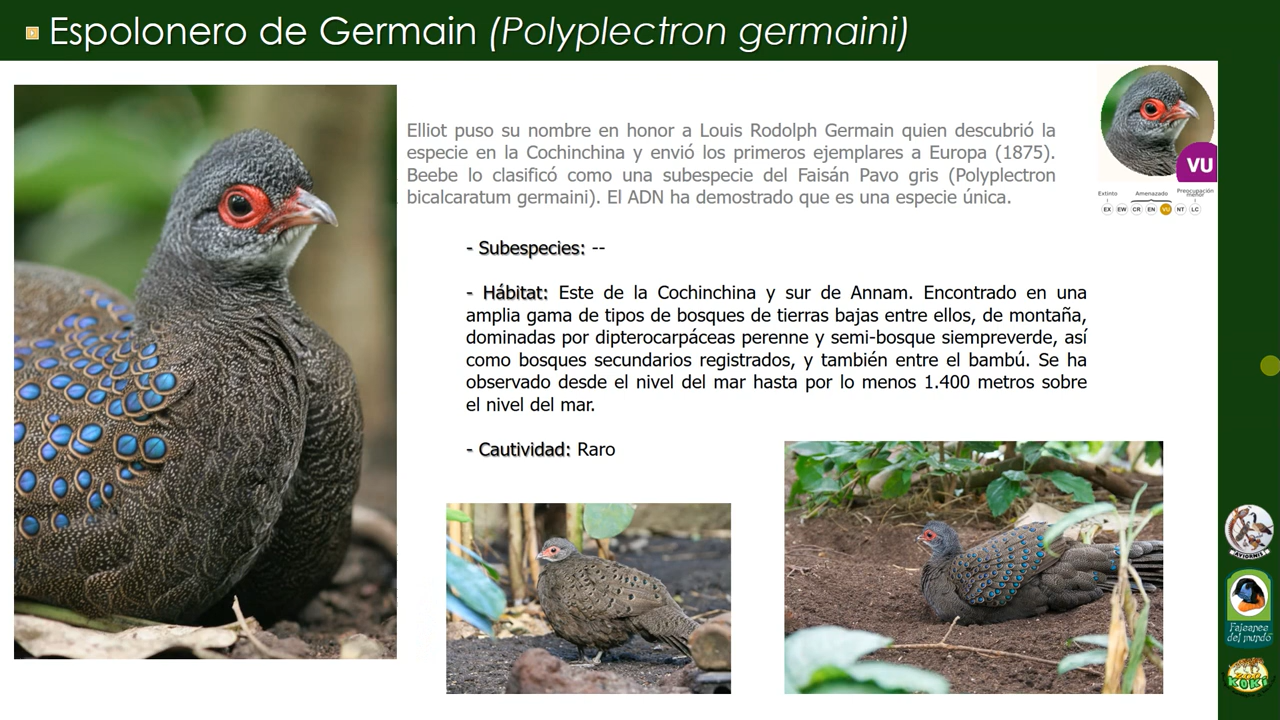 Espolonero de Germain (Polyplectron germaini)
Elliot puso su nombre en honor a Louis Rodolph Germain quien descubrió la
especie en la Cochinchina y envió los primeros ejemplares a Europa (1875).
Beebe lo clasificó como una subespecie del Faisán Pavo gris (Polyplectron
bicalcaratum germaini). El ADN ha demostrado que es una especie única.
VU
Extinto Amenazado Preocupación menor
EX EW CR EN VU NT LC
- Subespecies: --
- Hábitat: Este de la Cochinchina y sur de Annam. Encontrado en una
amplia gama de tipos de bosques de tierras bajas entre ellos, de montaña,
dominadas por dipterocarpáceas perenne y semi-bosque siempreverde, así
como bosques secundarios registrados, y también entre el bambú. Se ha
observado desde el nivel del mar hasta por lo menos 1.400 metros sobre
el nivel del mar.
- Cautividad: Raro
AVIORNIS
Faisanes
del mundo
ZOO
KOKI